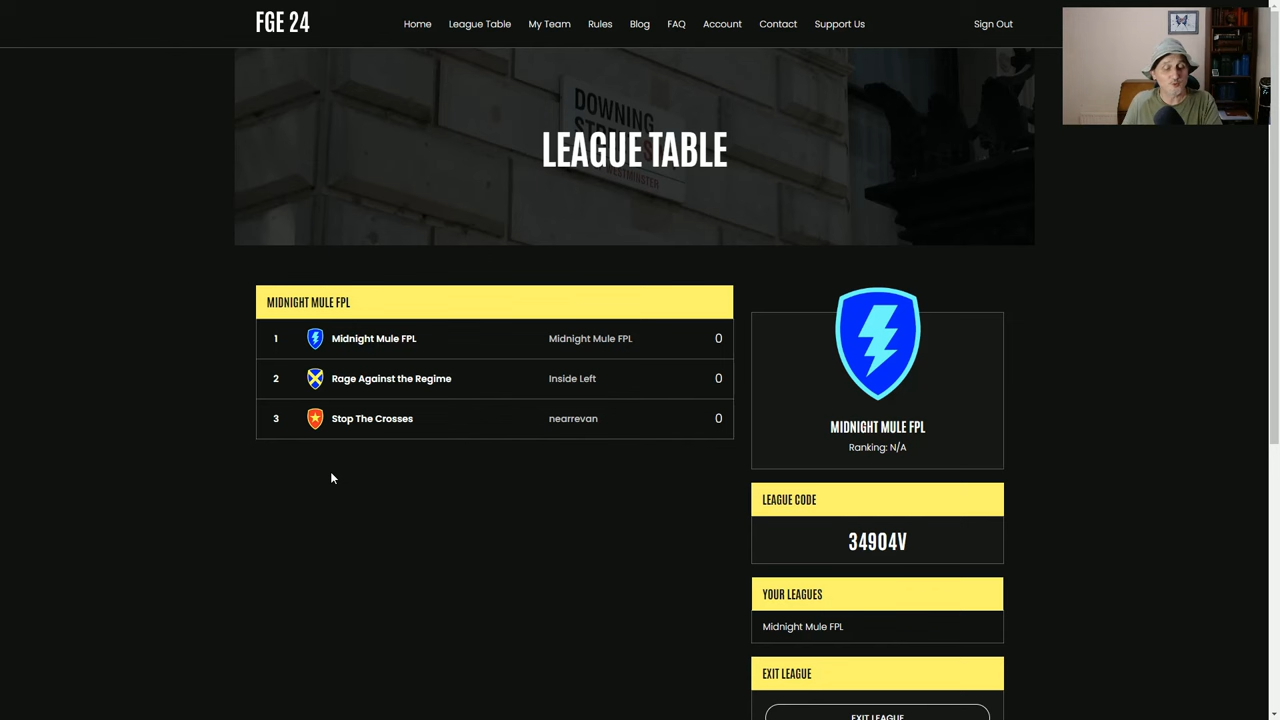 FGE 24
Home League Table My Team Rules Blog FAQ Account Contact Support Us Sign Out
DOWNING
WESTMINSTER
LEAGUE TABLE
MIDNIGHT MULE FPL
1 Midnight Mule FPL Midnight Mule FPL 0
2 Rage Against the Regime Inside Left 0
3 Stop The Crosses nearrevan 0
MIDNIGHT MULE FPL
Ranking: N/A
LEAGUE CODE
34904V
YOUR LEAGUES
Midnight Mule FPL
EXIT LEAGUE
EXIT LEAGUE